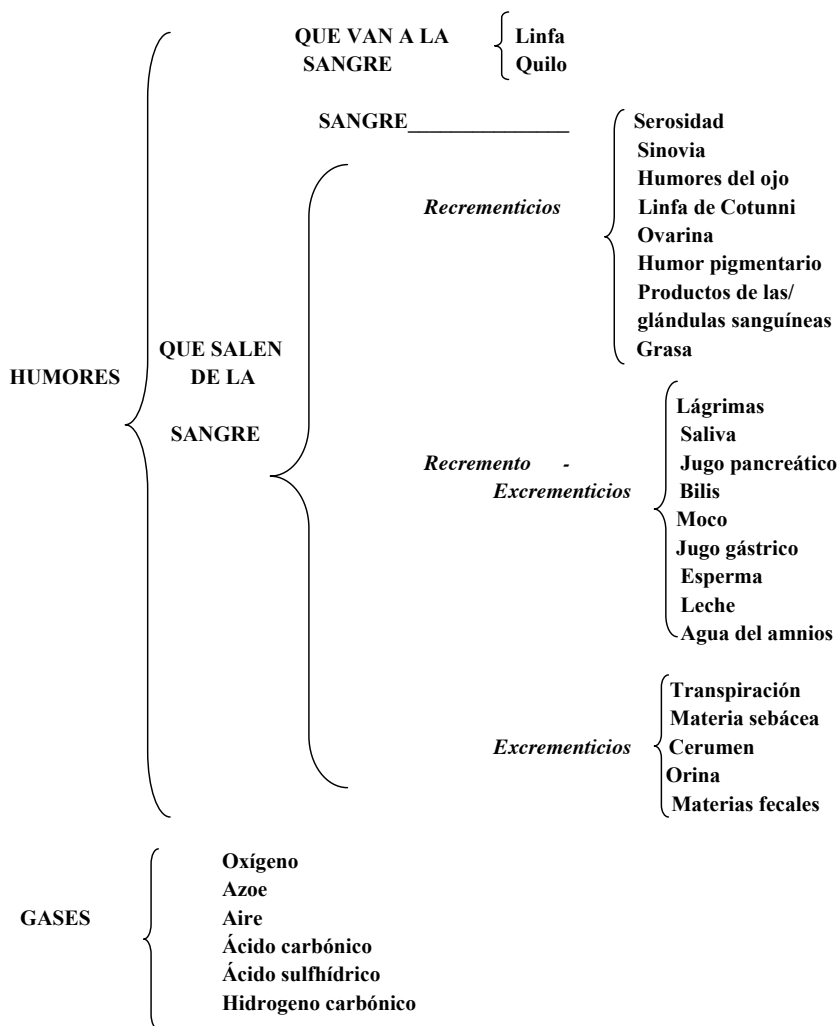 QUE VAN A LA
SANGRE
Linfa
Quilo
SANGRE_______________
Serosidad
Sinovia
Humores del ojo
Recrementicios
Linfa de Cotunni
Ovarina
Humor pigmentario
Productos de las/
glándulas sanguíneas
Grasa
HUMORES
QUE SALEN
DE LA
SANGRE
Lágrimas
Saliva
Recremento -
Excrementicios
Jugo pancreático
Bilis
Moco
Jugo gástrico
Esperma
Leche
Agua del amnios
Transpiración
Materia sebácea
Excrementicios
Cerumen
Orina
Materias fecales
GASES
Oxígeno
Azoe
Aire
Ácido carbónico
Ácido sulfhídrico
Hidrogeno carbónico